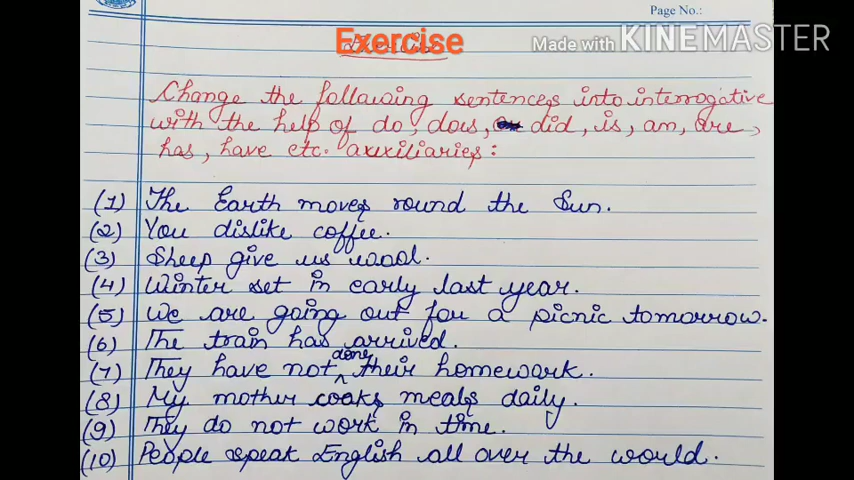 Page No.:
Exercise
Made with KINEMASTER
Change the following sentences into interrogative
with the help of do, does, did, is, am, are,
has, have etc. auxiliaries:
(1) The Earth moves round the Sun.
(2) You dislike coffee.
(3) Sheep give us wool.
(4) Winter set in early last year.
(5) We are going out for a picnic tomorrow.
(6) The train has arrived.
(7) They have not done their homework.
(8) My mother cooks meals daily.
(9) They do not work in time.
(10) People speak English all over the world.